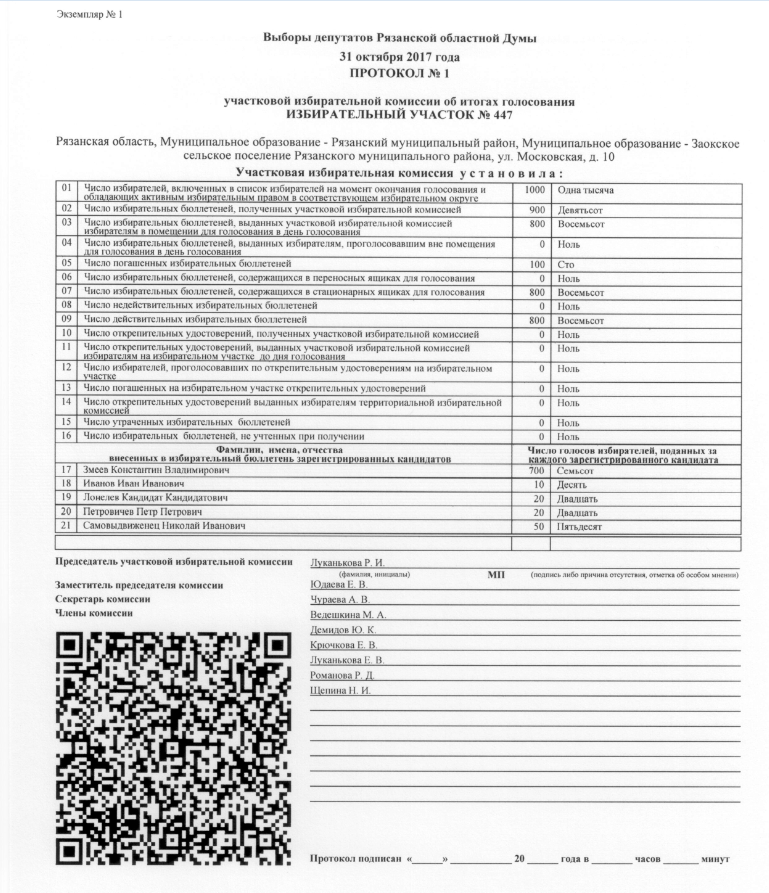 Экземпляр № 1
Выборы депутатов Рязанской областной Думы
31 октября 2017 года
ПРОТОКОЛ № 1
участковой избирательной комиссии об итогах голосования
ИЗБИРАТЕЛЬНЫЙ УЧАСТОК № 447
Рязанская область, Муниципальное образование - Рязанский муниципальный район, Муниципальное образование - Заокское
сельское поселение Рязанского муниципального района, ул. Московская, д. 10
Участковая избирательная комиссия у с т а н о в и л а :
01 Число избирателей, включенных в список избирателей на момент окончания голосования и
обладающих активным избирательным правом в соответствующем избирательном округе 1000 Одна тысяча
02 Число избирательных бюллетеней, полученных участковой избирательной комиссией 900 Девятьсот
03 Число избирательных бюллетеней, выданных участковой избирательной комиссией
избирателям в помещении для голосования в день голосования 800 Восемьсот
04 Число избирательных бюллетеней, выданных избирателям, проголосовавшим вне помещения
для голосования в день голосования 0 Ноль
05 Число погашенных избирательных бюллетеней 100 Сто
06 Число избирательных бюллетеней, содержащихся в переносных ящиках для голосования 0 Ноль
07 Число избирательных бюллетеней, содержащихся в стационарных ящиках для голосования 800 Восемьсот
08 Число недействительных избирательных бюллетеней 0 Ноль
09 Число действительных избирательных бюллетеней 800 Восемьсот
10 Число открепительных удостоверений, полученных участковой избирательной комиссией 0 Ноль
11 Число открепительных удостоверений, выданных участковой избирательной комиссией
избирателям на избирательном участке до дня голосования 0 Ноль
12 Число избирателей, проголосовавших по открепительным удостоверениям на избирательном
участке 0 Ноль
13 Число погашенных на избирательном участке открепительных удостоверений 0 Ноль
14 Число открепительных удостоверений выданных избирателям территориальной избирательной
комиссией 0 Ноль
15 Число утраченных избирательных бюллетеней 0 Ноль
16 Число избирательных бюллетеней, не учтенных при получении 0 Ноль
Фамилии, имена, отчества
внесенных в избирательный бюллетень зарегистрированных кандидатов
Число голосов избирателей, поданных за
каждого зарегистрированного кандидата
17 Змеев Константин Владимирович 700 Семьсот
18 Иванов Иван Иванович 10 Десять
19 Лонелев Кандидат Кандидатович 20 Двадцать
20 Петровичев Петр Петрович 20 Двадцать
21 Самовыдвиженец Николай Иванович 50 Пятьдесят
Председатель участковой избирательной комиссии Луканькова Р. И.
(фамилия, инициалы) МП (подпись либо причина отсутствия, отметка об особом мнении)
Заместитель председателя комиссии Юдаева Е. В.
Секретарь комиссии Чураева А. В.
Члены комиссии Ведешкина М. А.
Демидов Ю. К.
Крючкова Е. В.
Луканькова Е. В.
Романова Р. Д.
Щепина Н. И.
Протокол подписан «______» ____________ 20 ______ года в ________ часов _______ минут